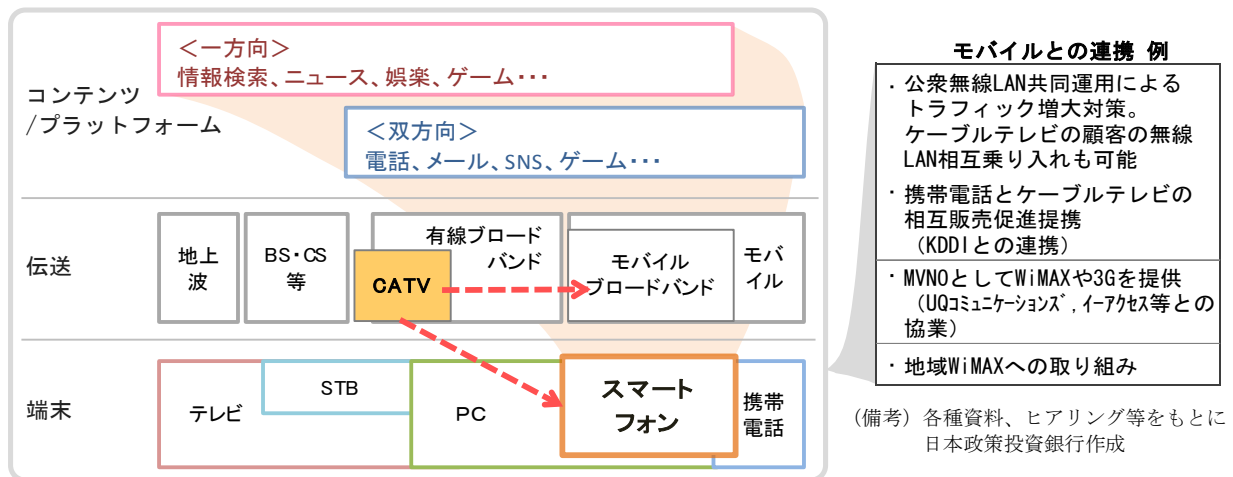 ＜一方向＞
情報検索、ニュース、娯楽、ゲーム･･･
コンテンツ
/プラットフォーム
＜双方向＞
電話、メール、SNS、ゲーム･･･
伝送
地上
波
BS・CS
等
有線ブロード
バンド
CATV
モバイル
ブロードバンド
モバ
イル
端末
テレビ
STB
PC
スマート
フォン
携帯
電話
モバイルとの連携 例
・公衆無線LAN共同運用による
トラフィック増大対策。
ケーブルテレビの顧客の無線
LAN相互乗り入れも可能
・携帯電話とケーブルテレビの
相互販売促進提携
（KDDIとの連携）
・MVNOとしてWiMAXや3Gを提供
（UQｺﾐｭﾆｹｰｼｮﾝｽﾞ,ｲｰｱｸｾｽ等との
協業）
・地域WiMAXへの取り組み
（備考）各種資料、ヒアリング等をもとに
日本政策投資銀行作成